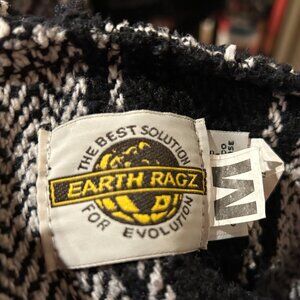 THE BEST SOLUTION
EARTH RAGZ
FOR EVOLUTION
M